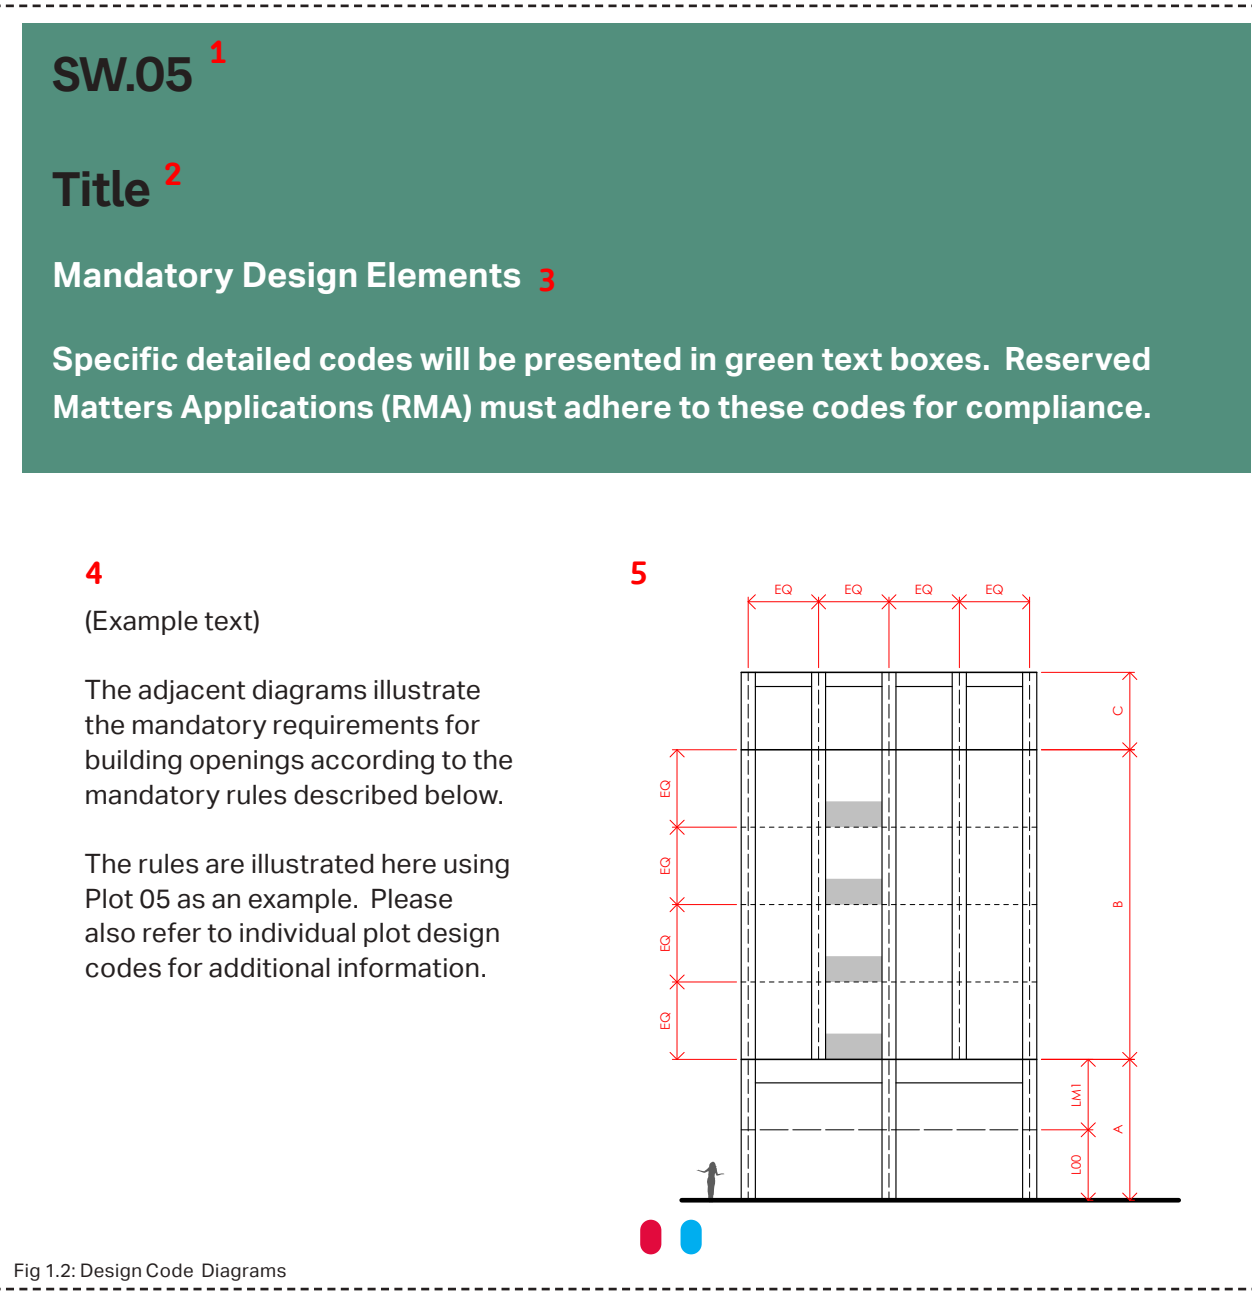 SW.05 1
Title 2
Mandatory Design Elements 3
Specific detailed codes will be presented in green text boxes. Reserved
Matters Applications (RMA) must adhere to these codes for compliance.
4
(Example text)
The adjacent diagrams illustrate
the mandatory requirements for
building openings according to the
mandatory rules described below.
The rules are illustrated here using
Plot 05 as an example. Please
also refer to individual plot design
codes for additional information.
5
EQ EQ EQ EQ
C
EQ
EQ
B
EQ
EQ
LM1
A
L00
Fig 1.2: Design Code Diagrams